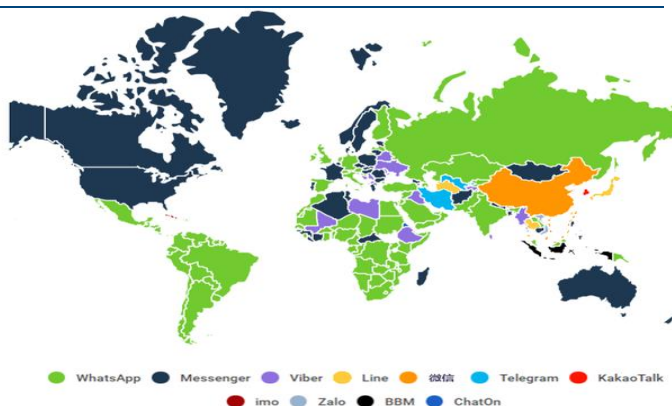 WhatsApp Messenger Viber Line 微信 Telegram KakaoTalk
imo Zalo BBM ChatOn